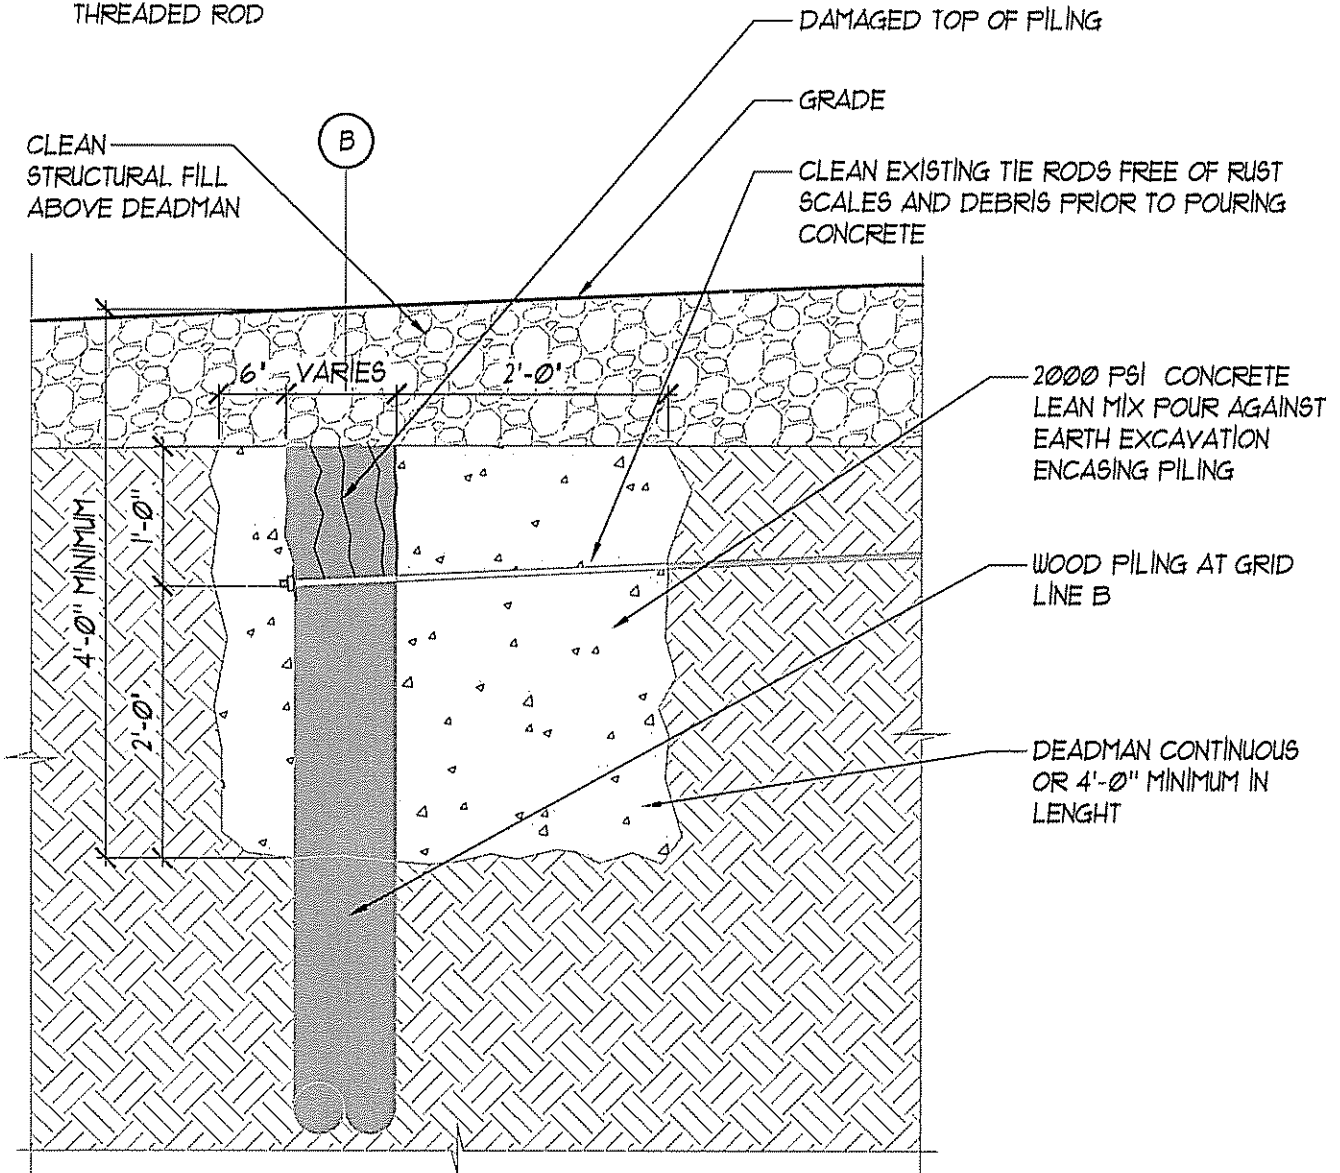 THREADED ROD
DAMAGED TOP OF PILING
GRADE
B
CLEAN
STRUCTURAL FILL
ABOVE DEADMAN
CLEAN EXISTING TIE RODS FREE OF RUST
SCALES AND DEBRIS PRIOR TO POURING
CONCRETE
6"
VARIES
2'-0"
2000 PSI CONCRETE
LEAN MIX POUR AGAINST
EARTH EXCAVATION
ENCASING PILING
1'-0"
4'-0" MINIMUM
WOOD PILING AT GRID
LINE B
2'-0"
DEADMAN CONTINUOUS
OR 4'-0" MINIMUM IN
LENGHT